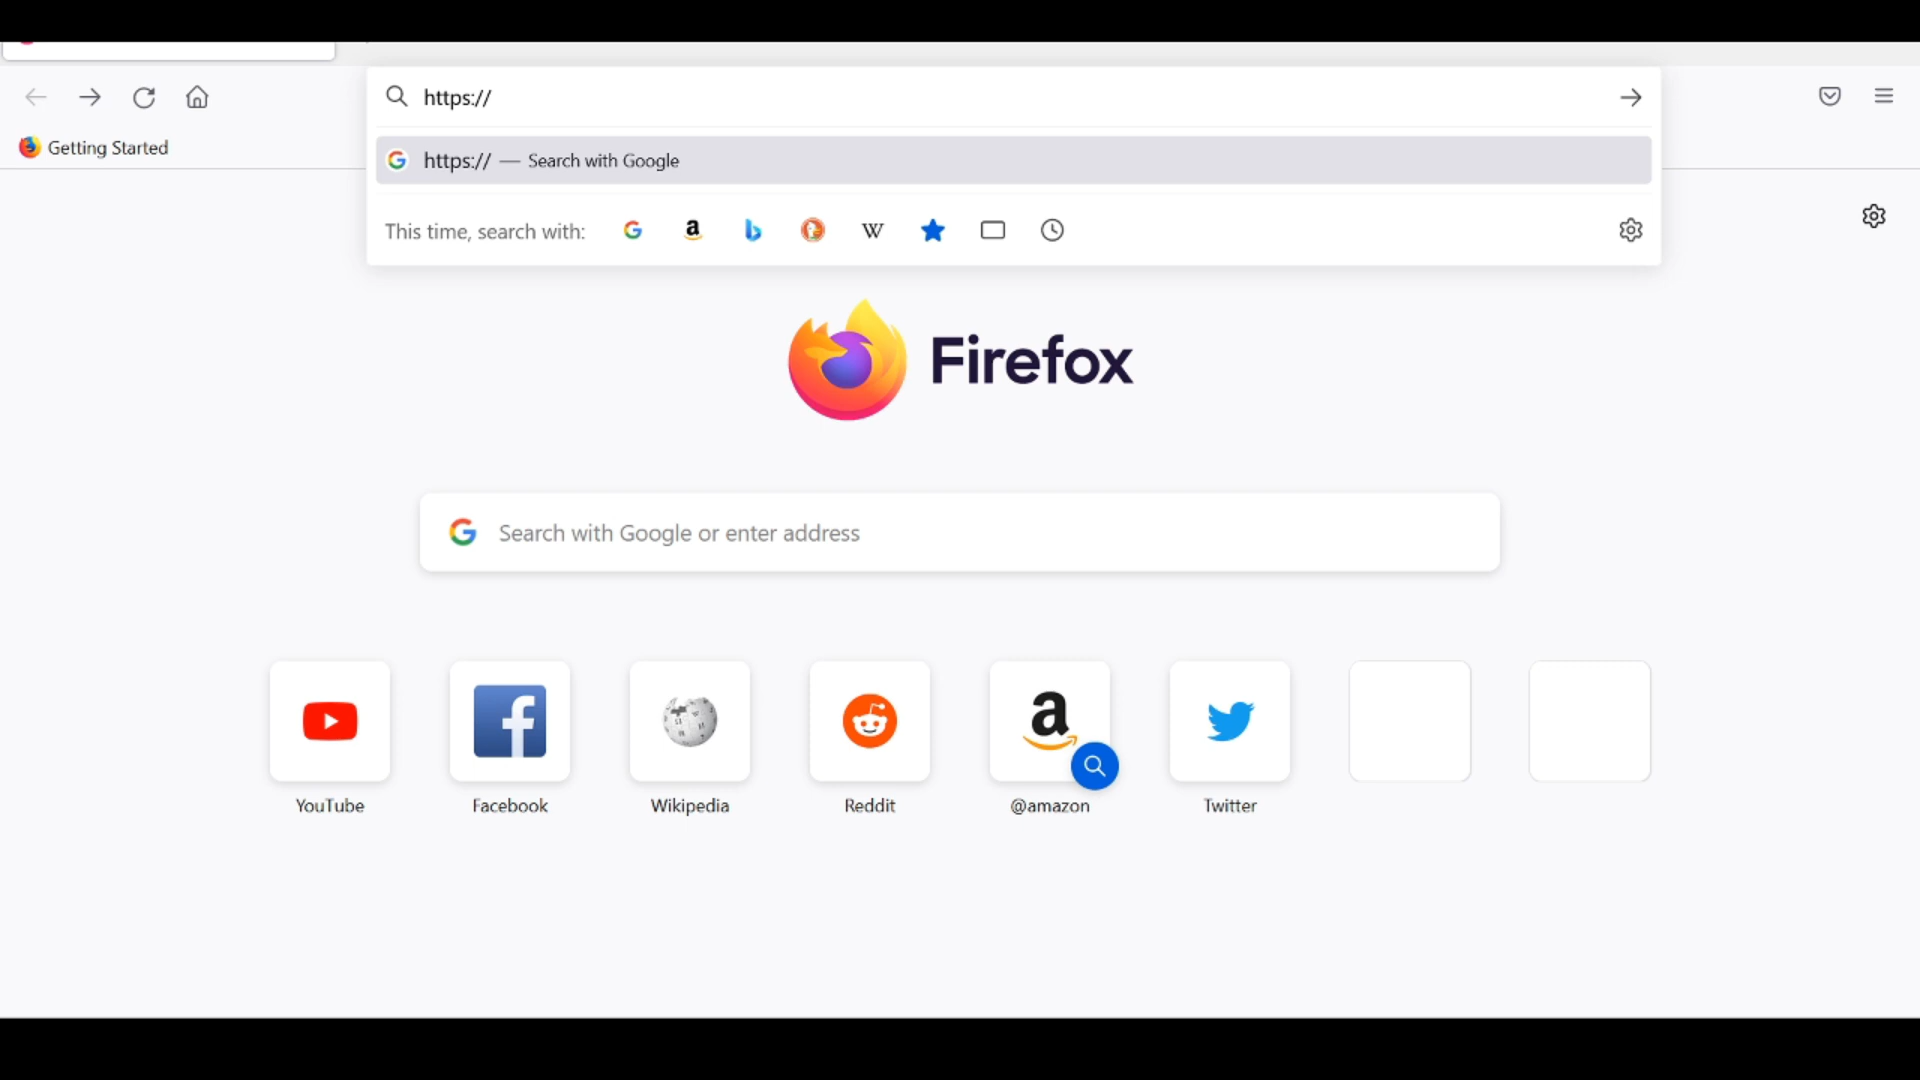 https://
Getting Started
https:// — Search with Google
This time, search with:
Firefox
Search with Google or enter address
YouTube
Facebook
Wikipedia
Reddit
@amazon
Twitter